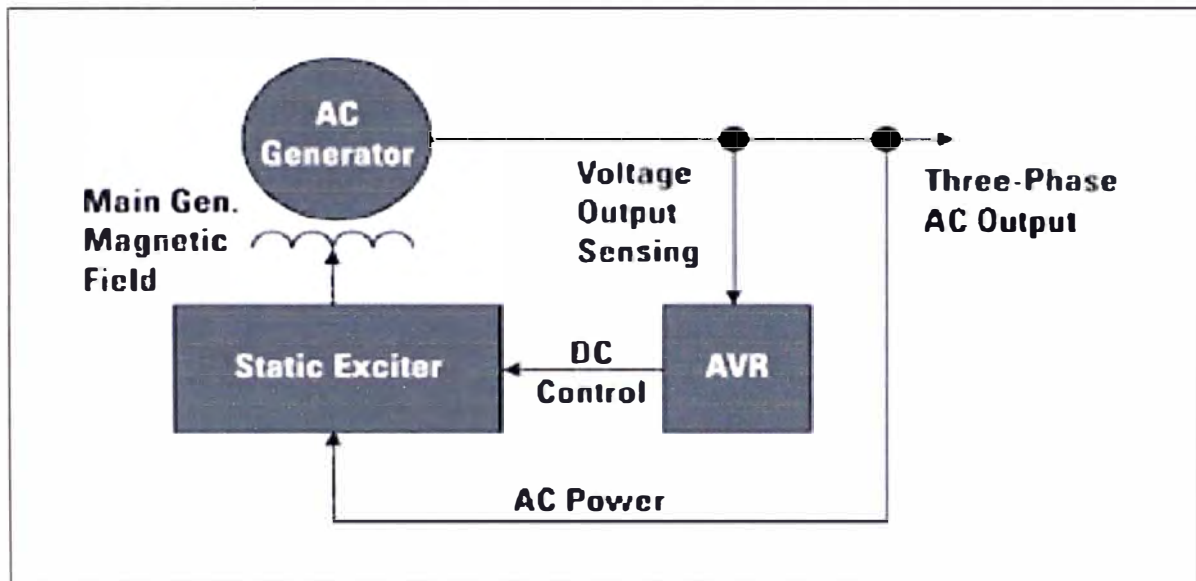 AC
Generator
Main Gen.
Magnetic
Field
Voltage
Output
Sensing
Three-Phase
AC Output
Static Exciter
DC
Control
AVR
AC Power